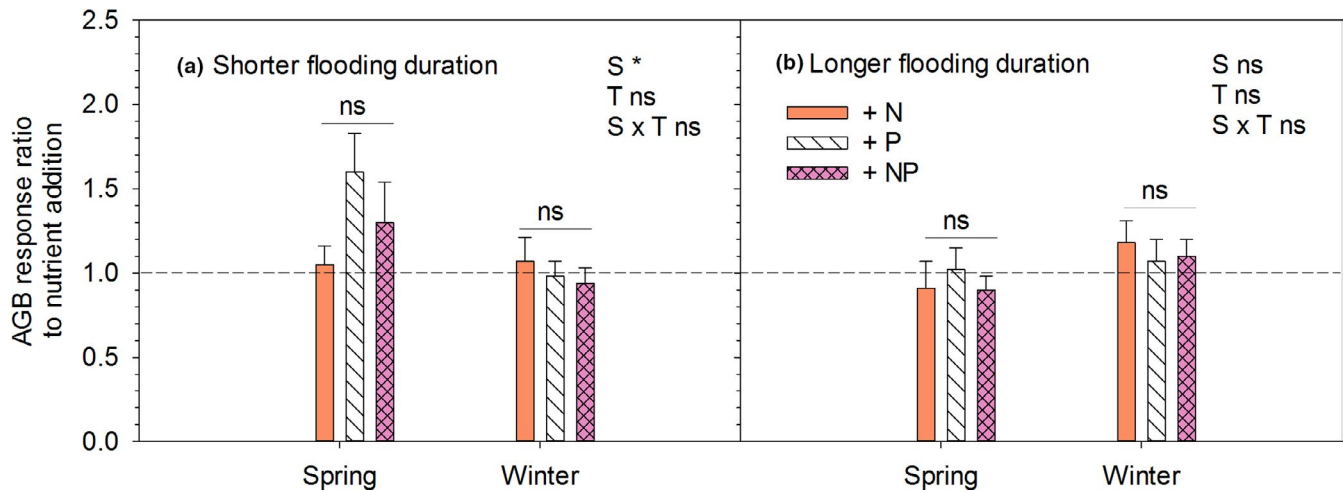 AGB response ratio
to nutrient addition
2.5
2.0
1.5
1.0
0.5
0.0
(a) Shorter flooding duration
S *
T ns
S x T ns
ns
ns
Spring
Winter
(b) Longer flooding duration
+ N
+ P
+ NP
S ns
T ns
S x T ns
ns
ns
Spring
Winter